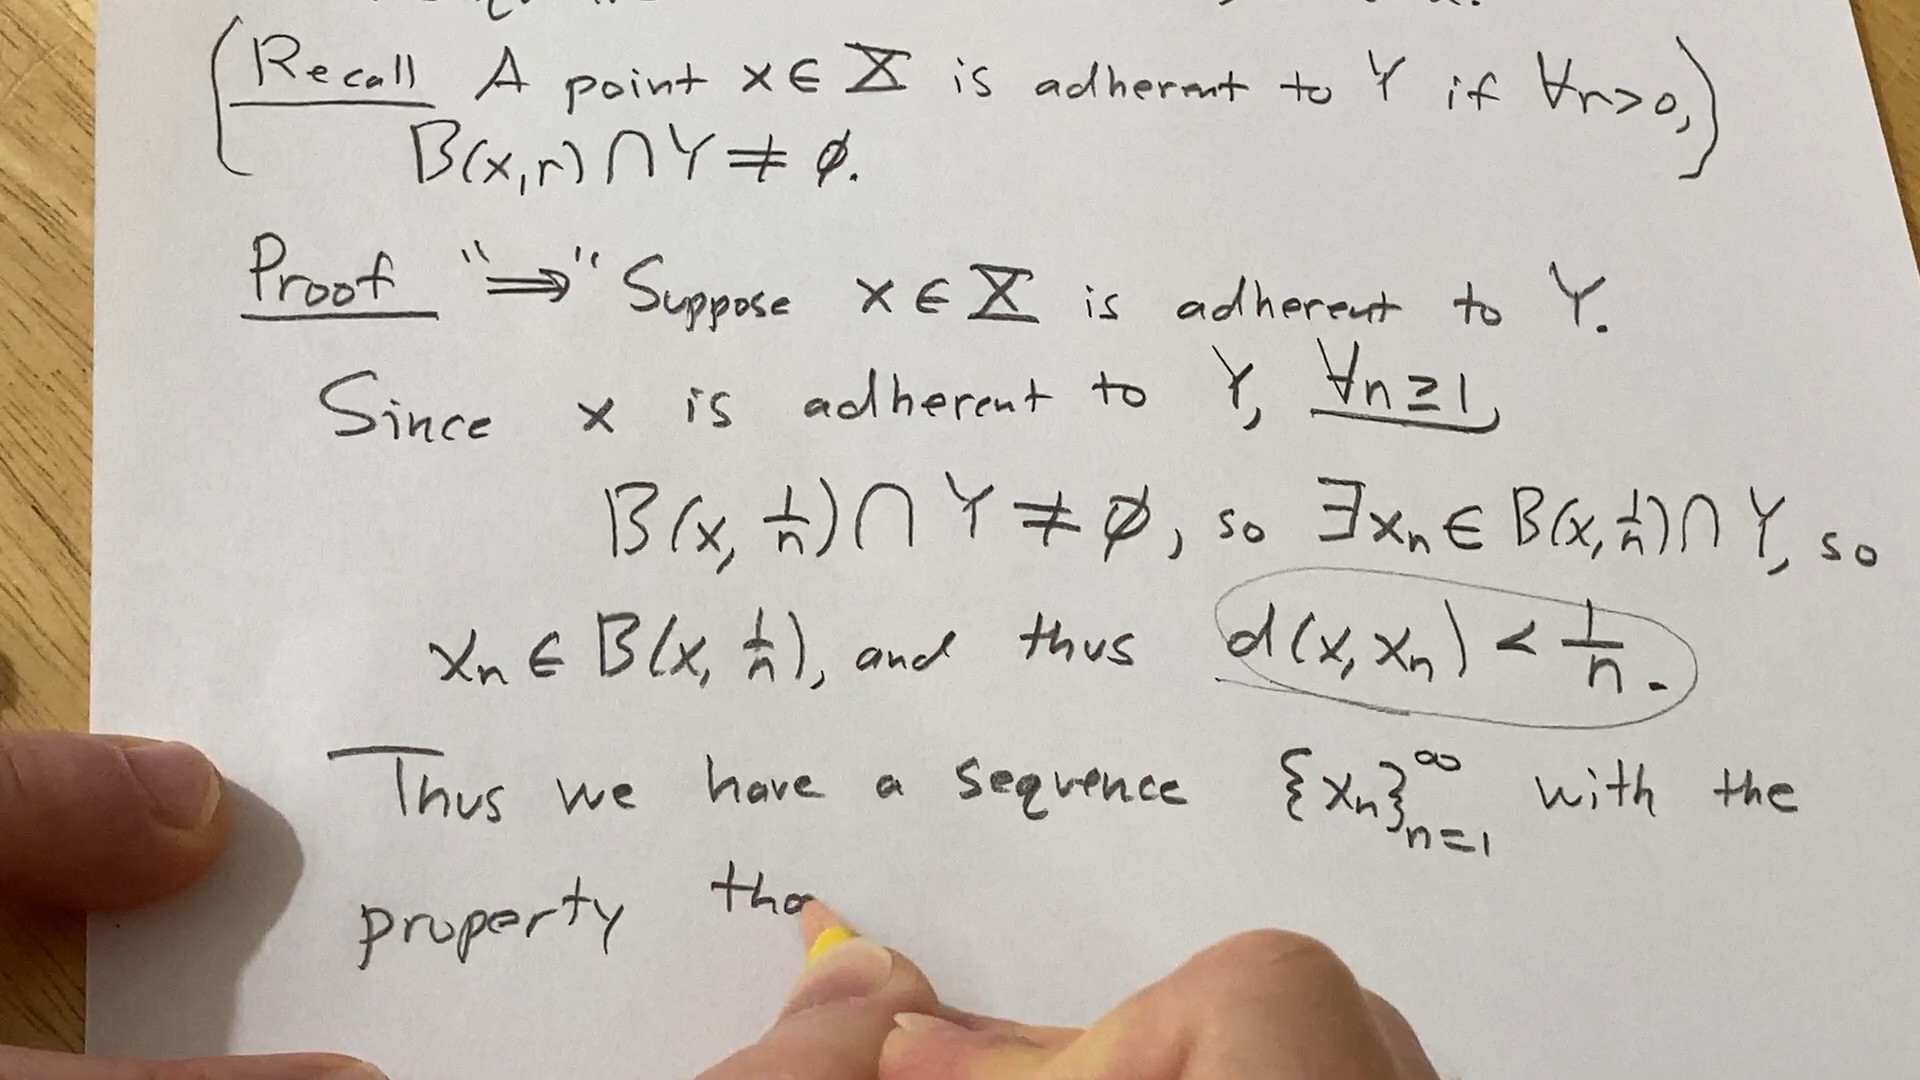 (Recall A point x ∈ X is adherent to Y if ∀r>0,)
B(x,r) ∩ Y ≠ ∅.
Proof "⟹" Suppose x ∈ X is adherent to Y.
Since x is adherent to Y, ∀n≥1,
B(x, 1/n) ∩ Y ≠ ∅, so ∃xₙ ∈ B(x, 1/n) ∩ Y, so
xₙ ∈ B(x, 1/n), and thus d(x, xₙ) < 1/n.
Thus we have a sequence {xₙ}_{n=1}^∞ with the
property tha